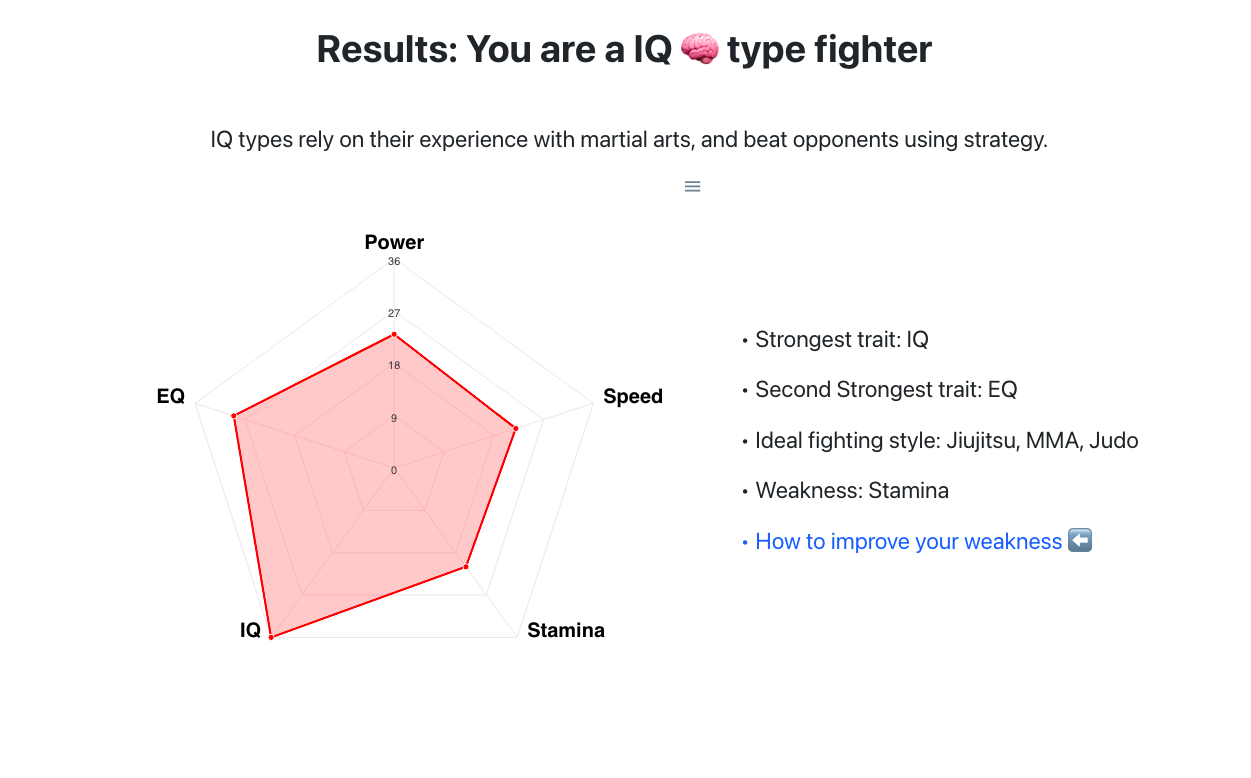 Results: You are a IQ 🧠 type fighter
IQ types rely on their experience with martial arts, and beat opponents using strategy.
Power
36
27
18
9
0
EQ
Speed
IQ
Stamina
• Strongest trait: IQ
• Second Strongest trait: EQ
• Ideal fighting style: Jiujitsu, MMA, Judo
• Weakness: Stamina
• How to improve your weakness ⬅️